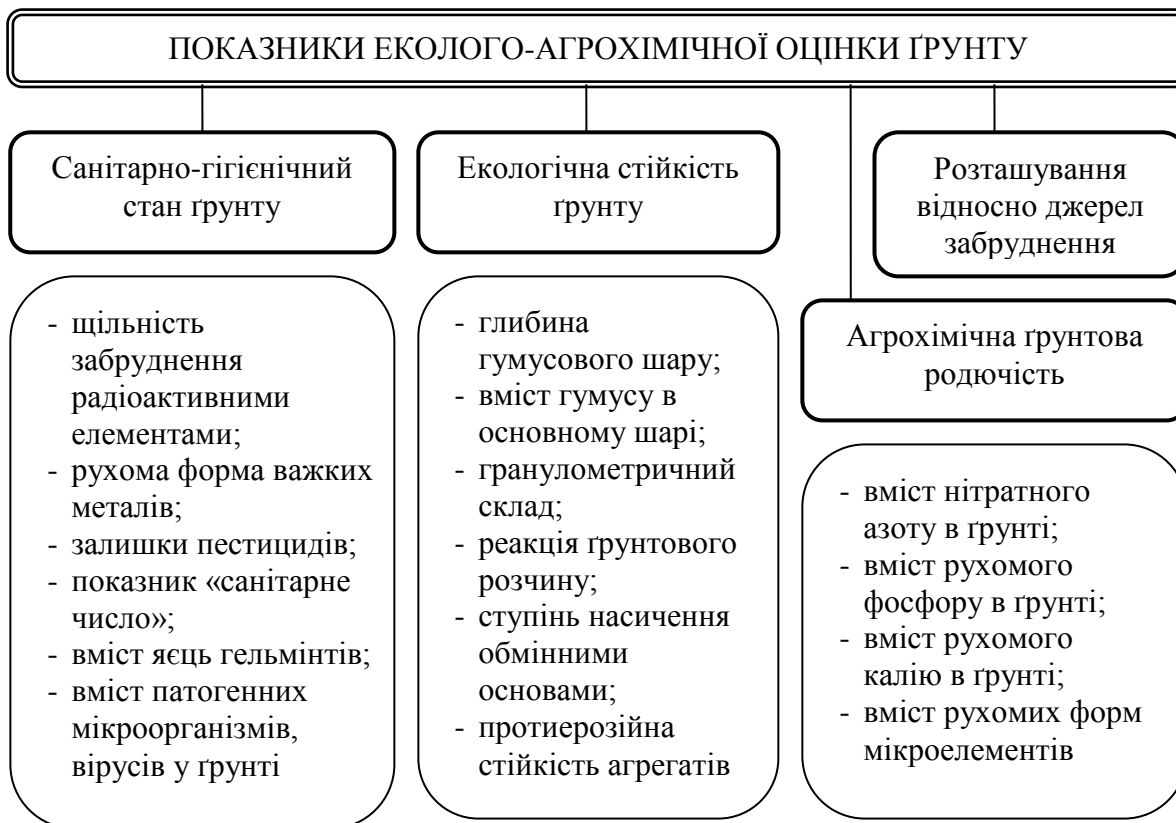 ПОКАЗНИКИ ЕКОЛОГО-АГРОХІМІЧНОЇ ОЦІНКИ ҐРУНТУ
Санітарно-гігієнічний
стан ґрунту
- щільність
забруднення
радіоактивними
елементами;
- рухома форма важких
металів;
- залишки пестицидів;
- показник «санітарне
число»;
- вміст яєць гельмінтів;
- вміст патогенних
мікроорганізмів,
вірусів у ґрунті
Екологічна стійкість
ґрунту
- глибина
гумусового шару;
- вміст гумусу в
основному шарі;
- гранулометричний
склад;
- реакція ґрунтового
розчину;
- ступінь насичення
обмінними
основами;
- протиерозійна
стійкість агрегатів
Розташування
відносно джерел
забруднення
Агрохімічна ґрунтова
родючість
- вміст нітратного
азоту в ґрунті;
- вміст рухомого
фосфору в ґрунті;
- вміст рухомого
калію в ґрунті;
- вміст рухомих форм
мікроелементів